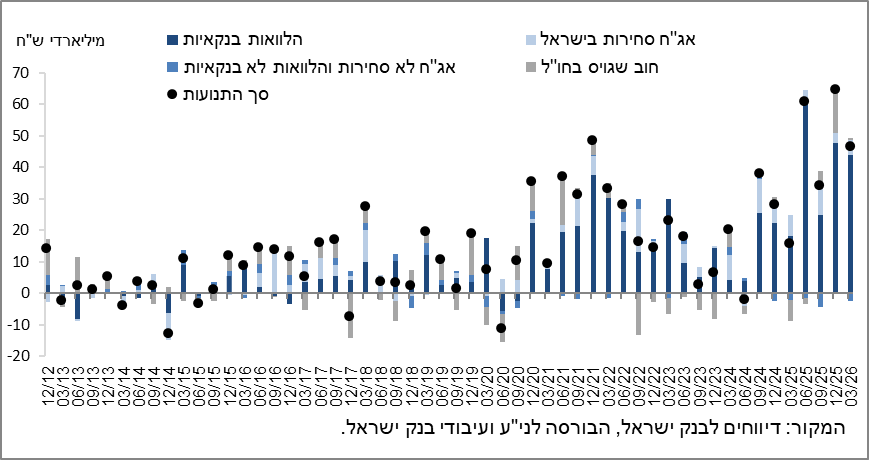 מיליארדי ש"ח
הלוואות בנקאיות
אג"ח סחירות בישראל
אג"ח לא סחירות והלוואות לא בנקאיות
חוב שגויס בחו"ל
סך התנועות
70
60
50
40
30
20
10
0
-10
-20
12/12 03/13 06/13 09/13 12/13 03/14 06/14 09/14 12/14 03/15 06/15 09/15 12/15 03/16 06/16 09/16 12/16 03/17 06/17 09/17 12/17 03/18 06/18 09/18 12/18 03/19 06/19 09/19 12/19 03/20 06/20 09/20 12/20 03/21 06/21 09/21 12/21 03/22 06/22 09/22 12/22 03/23 06/23 09/23 12/23 03/24 06/24 09/24 12/24 03/25 06/25 09/25 12/25 03/26
המקור: דיווחים לבנק ישראל, הבורסה לני"ע ועיבודי בנק ישראל.